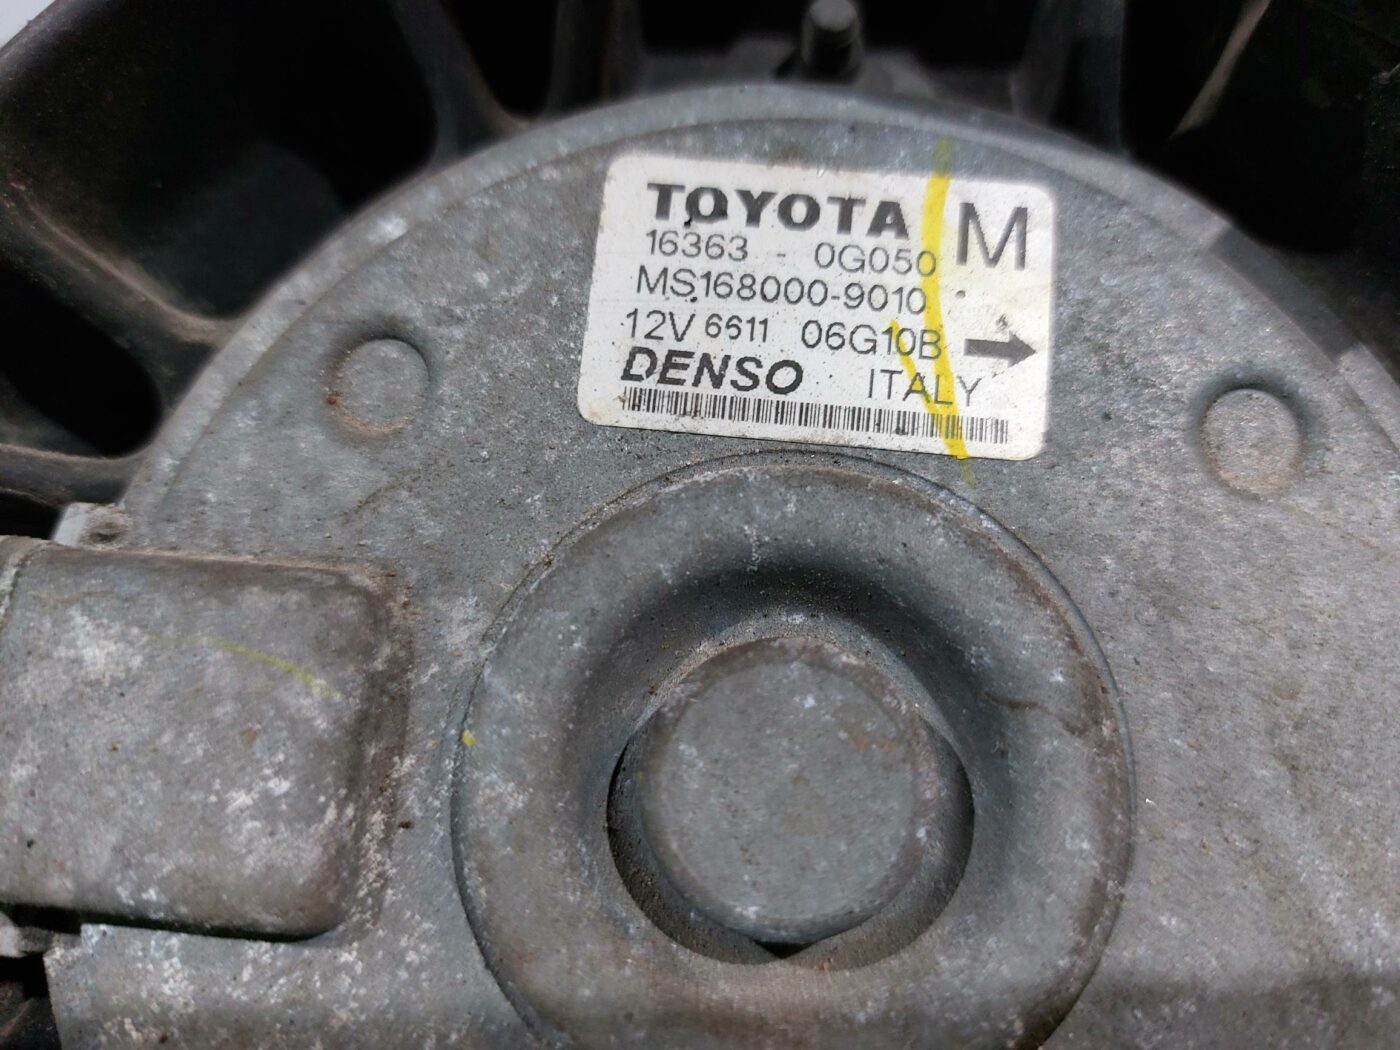 TOYOTA M
16363 - 0G050
MS168000-9010
12V 6611 06G10B
DENSO ITALY